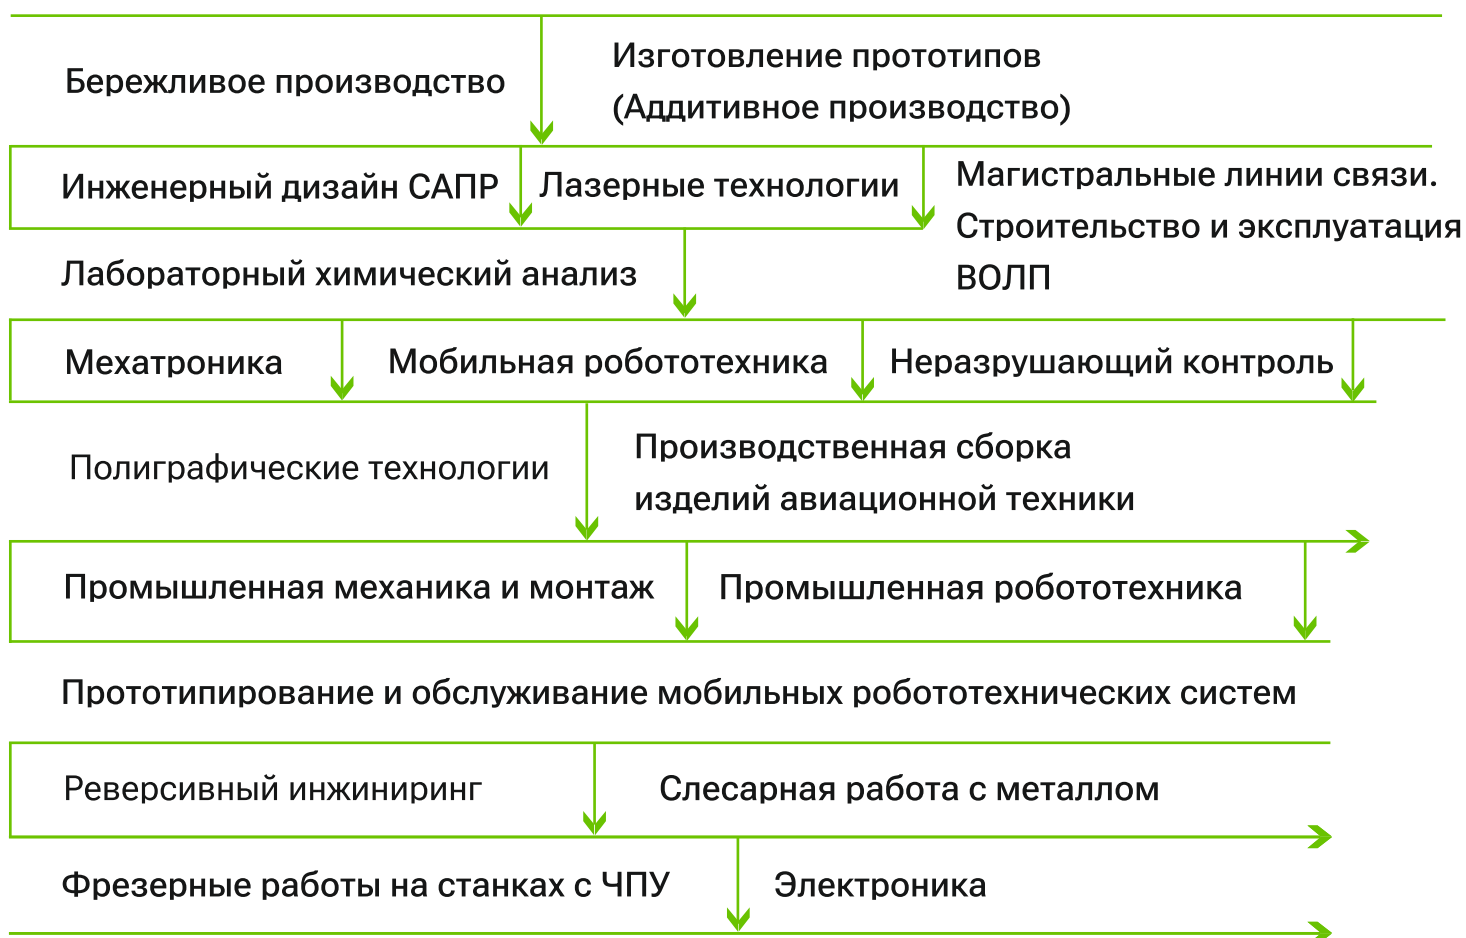 Бережливое производство
Изготовление прототипов
(Аддитивное производство)
Инженерный дизайн САПР
Лазерные технологии
Магистральные линии связи.
Строительство и эксплуатация
ВОЛП
Лабораторный химический анализ
Мехатроника
Мобильная робототехника
Неразрушающий контроль
Полиграфические технологии
Производственная сборка
изделий авиационной техники
Промышленная механика и монтаж
Промышленная робототехника
Прототипирование и обслуживание мобильных робототехнических систем
Реверсивный инжиниринг
Слесарная работа с металлом
Фрезерные работы на станках с ЧПУ
Электроника